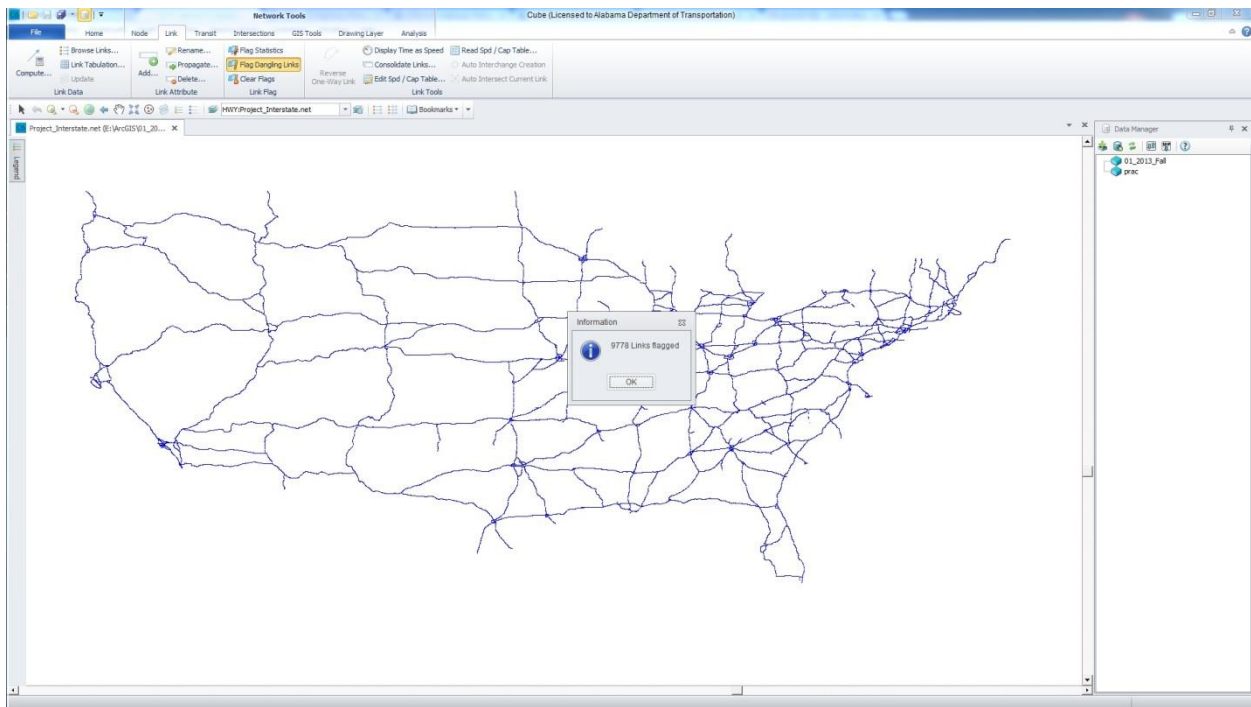 Network Tools
Cube (Licensed to Alabama Department of Transportation)
File Home Node Link Transit Intersections GIS Tools Drawing Layer Analysis
Compute...
Browse Links...
Link Tabulation...
Update
Link Data
Add...
Rename...
Propagate...
Delete...
Link Attribute
Flag Statistics
Flag Dangling Links
Clear Flags
Link Flag
Reverse
One-Way Link
Display Time as Speed
Consolidate Links...
Edit Spd / Cap Table...
Read Spd / Cap Table...
Auto Interchange Creation
Auto Intersect Current Link
Link Tools
HWY:Project_Interstate.net
Bookmarks
Project_Interstate.net (E:\ArcGIS\01_20...
Legend
Data Manager
01_2013_Fall
prac
Information
9778 Links flagged
OK